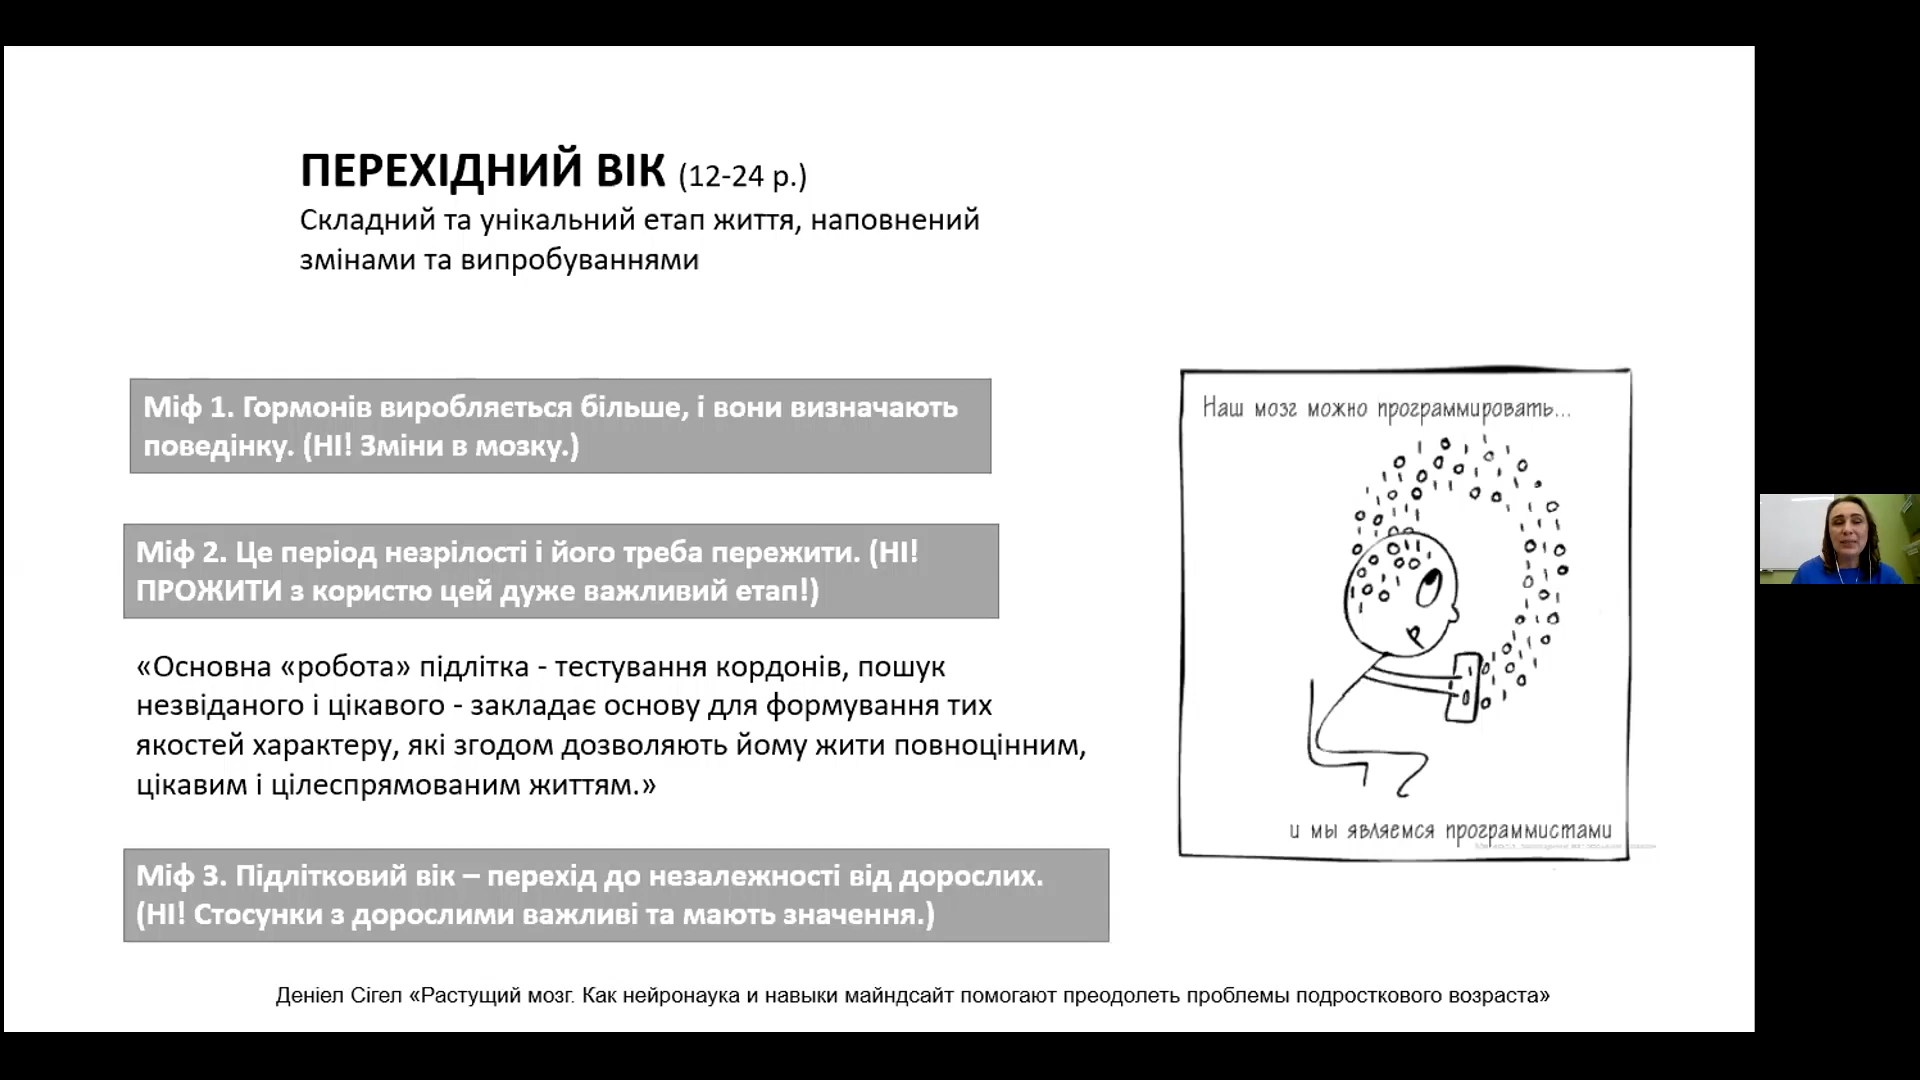 ПЕРЕХІДНИЙ ВІК (12-24 р.)
Складний та унікальний етап життя, наповнений
змінами та випробуваннями
Міф 1. Гормонів виробляється більше, і вони визначають
поведінку. (НІ! Зміни в мозку.)
Міф 2. Це період незрілості і його треба пережити. (НІ!
ПРОЖИТИ з користю цей дуже важливий етап!)
«Основна «робота» підлітка - тестування кордонів, пошук
незвіданого і цікавого - закладає основу для формування тих
якостей характеру, які згодом дозволяють йому жити повноцінним,
цікавим і цілеспрямованим життям.»
Міф 3. Підлітковий вік – перехід до незалежності від дорослих.
(НІ! Стосунки з дорослими важливі та мають значення.)
Наш мозг можно программировать...
и мы являемся программистами
Деніел Сігел «Растущий мозг. Как нейронаука и навыки майндсайт помогают преодолеть проблемы подросткового возраста»